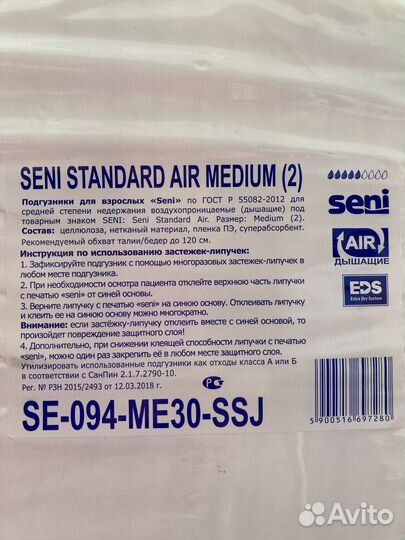 SENI STANDARD AIR MEDIUM (2)
Подгузники для взрослых «Seni» по ГОСТ Р 55082-2012 для
средней степени недержания воздухопроницаемые (дышащие) под
товарным знаком SENI: Seni Standard Air. Размер: Medium (2).
Состав: целлюлоза, нетканый материал, пленка ПЭ, суперабсорбент.
Рекомендуемый обхват талии/бедер до 120 см.
Инструкция по использованию застежек-липучек:
1. Зафиксируйте подгузник с помощью многоразовых застежек-липучек в
любом месте подгузника.
2. При необходимости осмотра пациента отклейте верхнюю часть липучки
с печатью «seni» от синей основы.
3. Верните липучку с печатью «seni» на синюю основу. Отклеивать липучку
и клеить ее на синюю основу можно многократно.
Внимание: если застёжку-липучку отклеить вместе с синей основой, то
произойдет повреждение защитного слоя.
4. Дополнительно, при снижении клеящей способности липучки с печатью
«seni», можно один раз закрепить её в любом месте защитного слоя.
Утилизировать использованные подгузники как отходы класса А или Б
в соответствии с СанПин 2.1.7.2790-10.
Рег. № РЗН 2015/2493 от 12.03.2018 г.
SE-094-ME30-SSJ
seni
AIR
ДЫШАЩИЕ
EDS
Extra Dry System
5 900516 697280
Avito